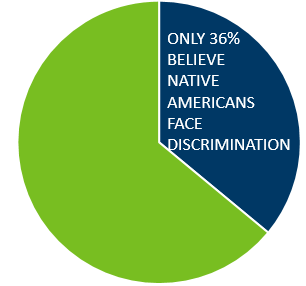 ONLY 36%
BELIEVE
NATIVE
AMERICANS
FACE
DISCRIMINATION